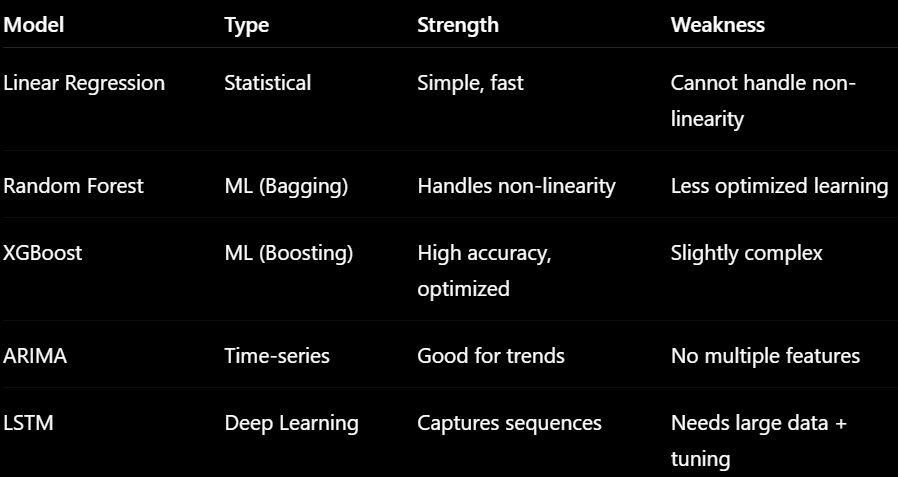 Model Type Strength Weakness
Linear Regression Statistical Simple, fast Cannot handle non-
linearity
Random Forest ML (Bagging) Handles non-linearity Less optimized learning
XGBoost ML (Boosting) High accuracy, Slightly complex
optimized
ARIMA Time-series Good for trends No multiple features
LSTM Deep Learning Captures sequences Needs large data +
tuning